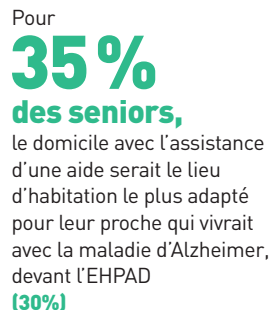 Pour
35 %
des seniors,
le domicile avec l’assistance
d’une aide serait le lieu
d’habitation le plus adapté
pour leur proche qui vivrait
avec la maladie d’Alzheimer,
devant l’EHPAD
(30%)